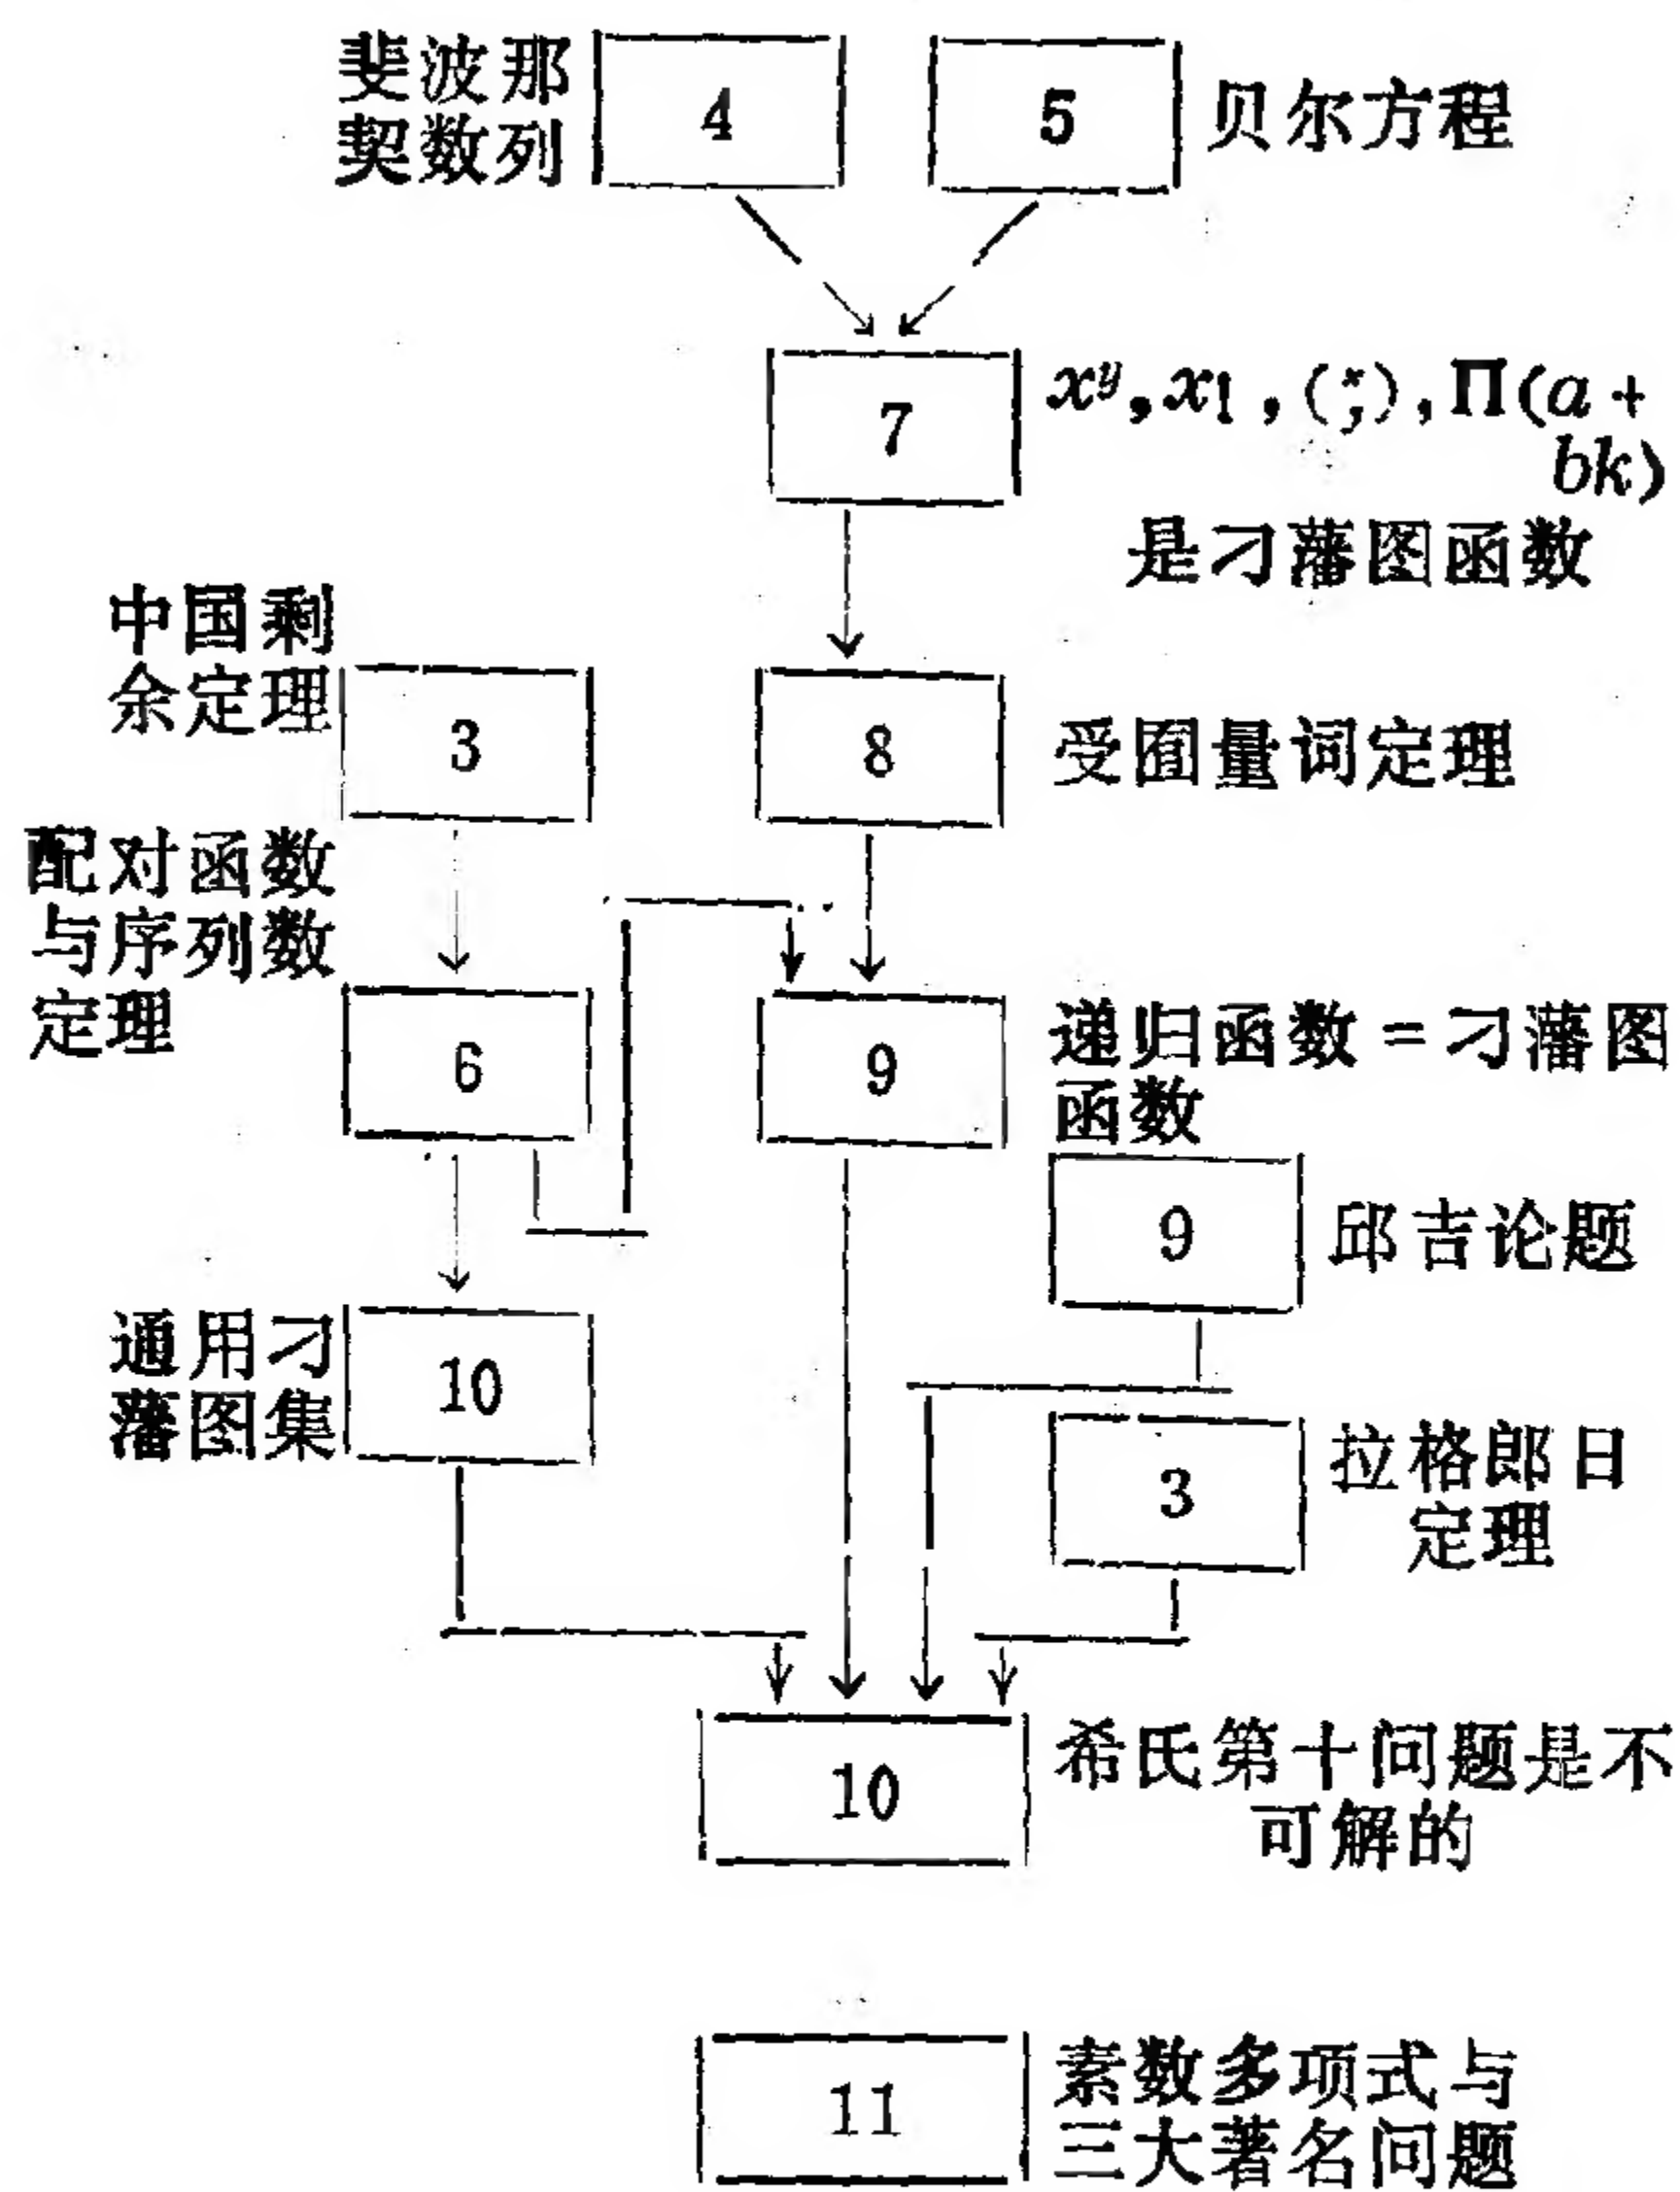 斐波那
契数列
4
5
贝尔方程
7
x^y, x!, (x y), Π(a +
bk)
是刁藩图函数
中国剩
余定理
3
8
受囿量词定理
配对函数
与序列数
定理
6
9
递归函数 = 刁藩图
函数
9
邱吉论题
通用刁
藩图集
10
3
拉格郎日
定理
10
希氏第十问题是不
可解的
11
素数多项式与
三大著名问题